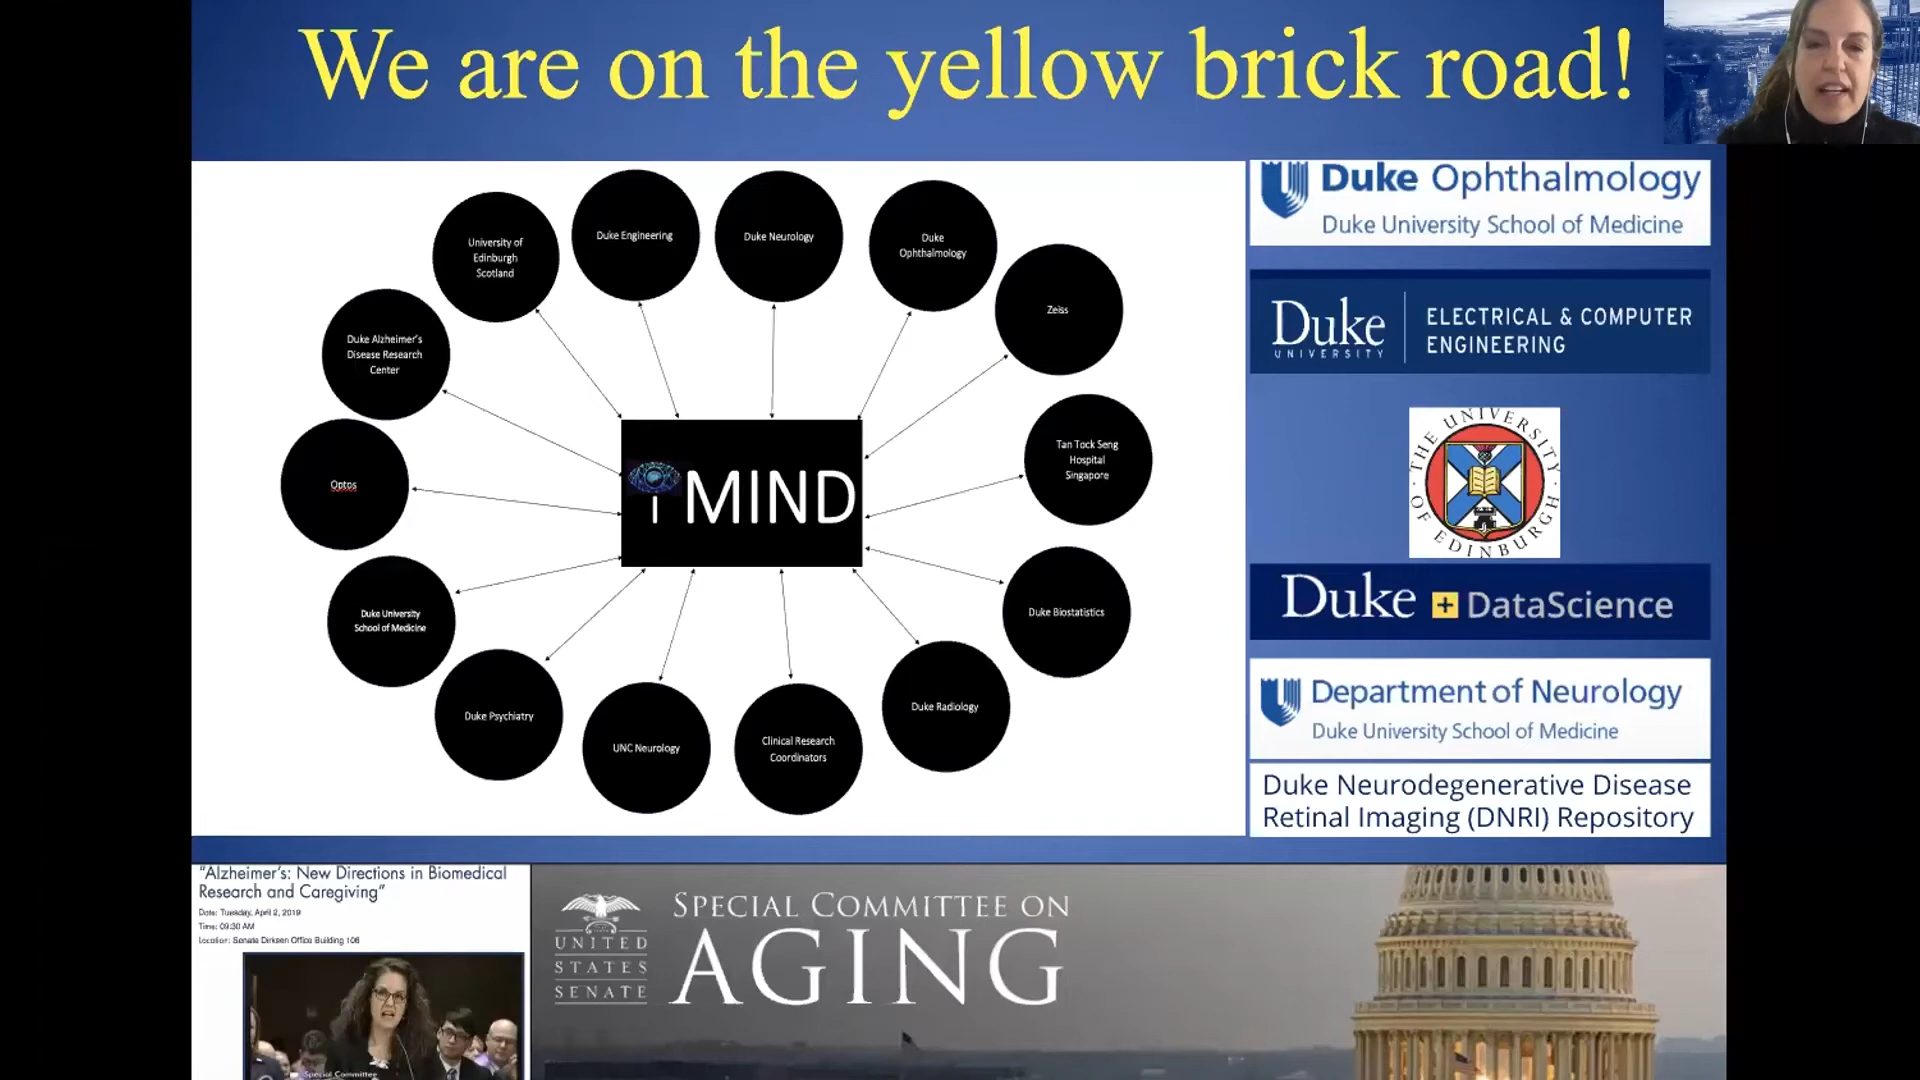 We are on the yellow brick road!
University of
Edinburgh
Scotland
Duke Engineering
Duke Neurology
Duke
Ophthalmology
Zeiss
Duke Alzheimer's
Disease Research
Center
Tan Tock Seng
Hospital
Singapore
Optos
i MIND
Duke University
School of Medicine
Duke Biostatistics
Duke Psychiatry
UNC Neurology
Clinical Research
Coordinators
Duke Radiology
Duke Ophthalmology
Duke University School of Medicine
Duke UNIVERSITY
ELECTRICAL & COMPUTER
ENGINEERING
THE UNIVERSITY OF EDINBURGH
Duke + DataScience
Department of Neurology
Duke University School of Medicine
Duke Neurodegenerative Disease
Retinal Imaging (DNRI) Repository
"Alzheimer's: New Directions in Biomedical
Research and Caregiving"
Date: Tuesday, April 2, 2019
Time: 09:30 AM
Location: Senate Dirksen Office Building 106
Special Committee
UNITED
STATES
SENATE
SPECIAL COMMITTEE ON
AGING